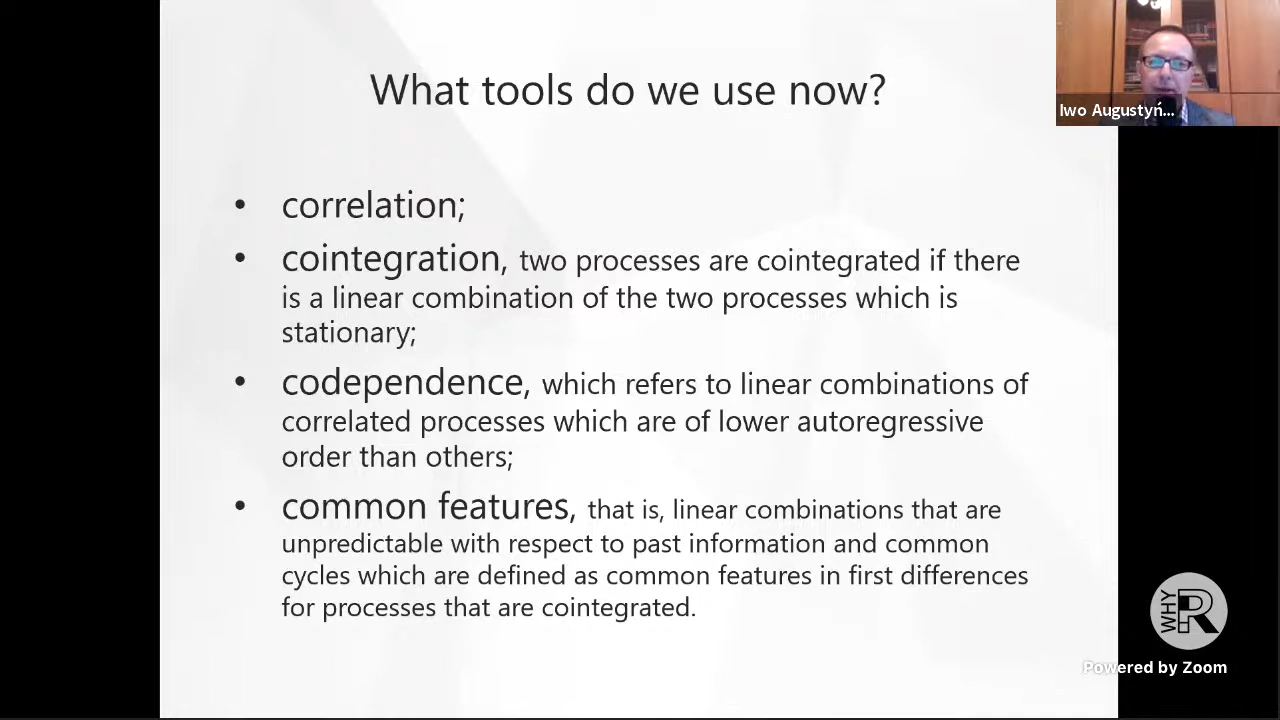 What tools do we use now?
Iwo Augustyń...
• correlation;
• cointegration, two processes are cointegrated if there
is a linear combination of the two processes which is
stationary;
• codependence, which refers to linear combinations of
correlated processes which are of lower autoregressive
order than others;
• common features, that is, linear combinations that are
unpredictable with respect to past information and common
cycles which are defined as common features in first differences
for processes that are cointegrated.
WHY R
Powered by Zoom